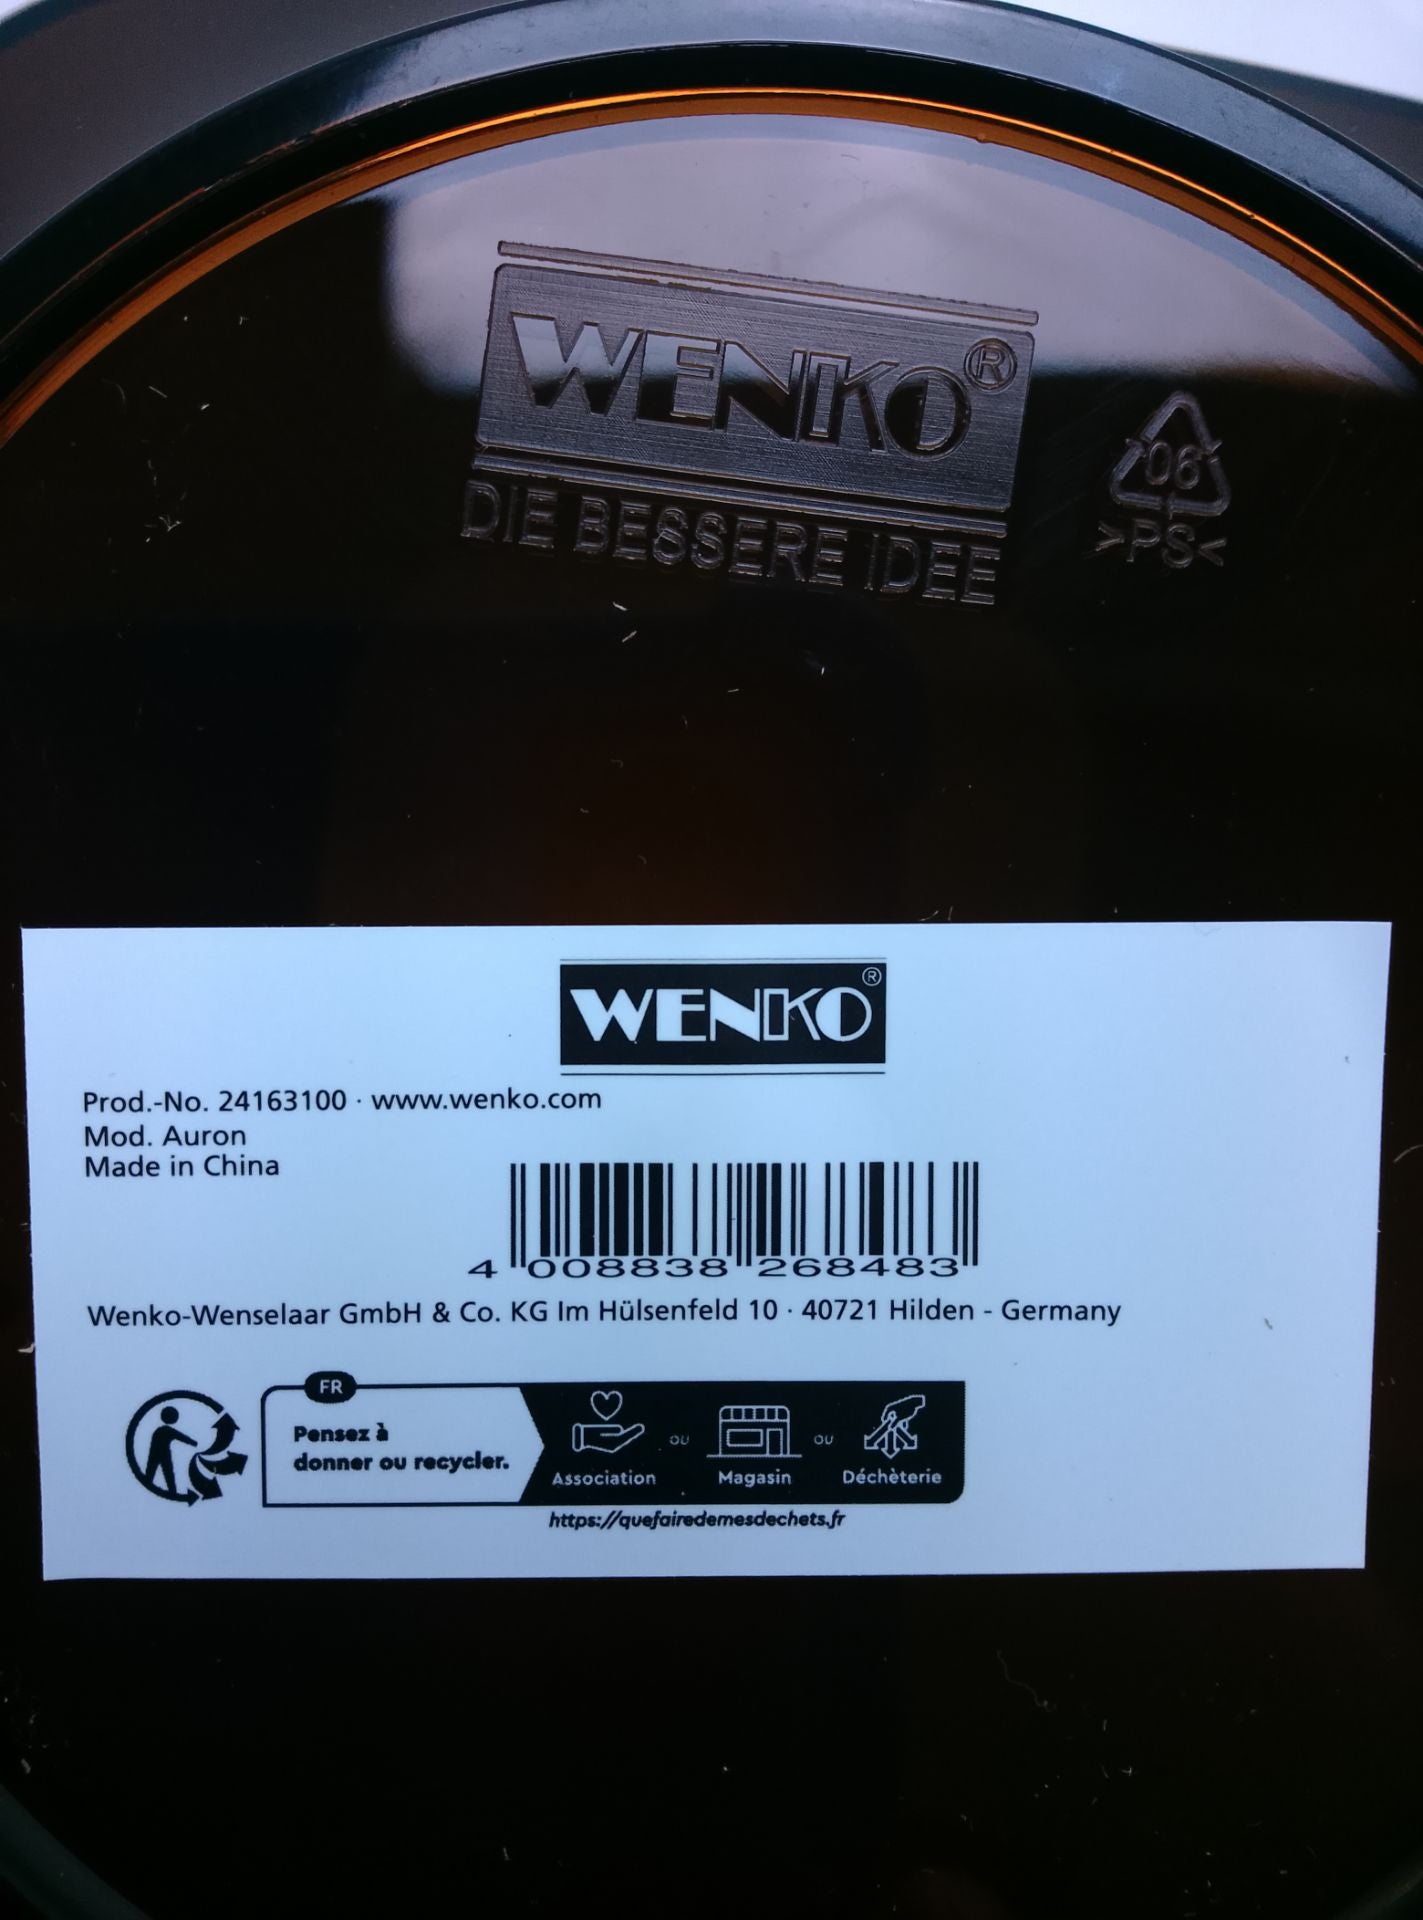 WENKO®
DIE BESSERE IDEE
06
>PS<
WENKO®
Prod.-No. 24163100 · www.wenko.com
Mod. Auron
Made in China
4 008838 268483
Wenko-Wenselaar GmbH & Co. KG Im Hülsenfeld 10 · 40721 Hilden - Germany
FR
Pensez à
donner ou recycler.
ou ou
Association Magasin Déchèterie
https://quefairedemesdechets.fr